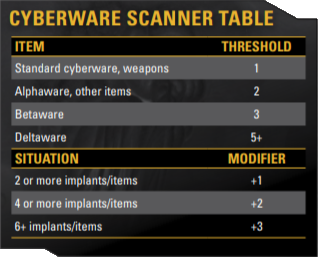 CYBERWARE SCANNER TABLE
ITEM THRESHOLD
Standard cyberware, weapons 1
Alphaware, other items 2
Betaware 3
Deltaware 5+
SITUATION MODIFIER
2 or more implants/items +1
4 or more implants/items +2
6+ implants/items +3